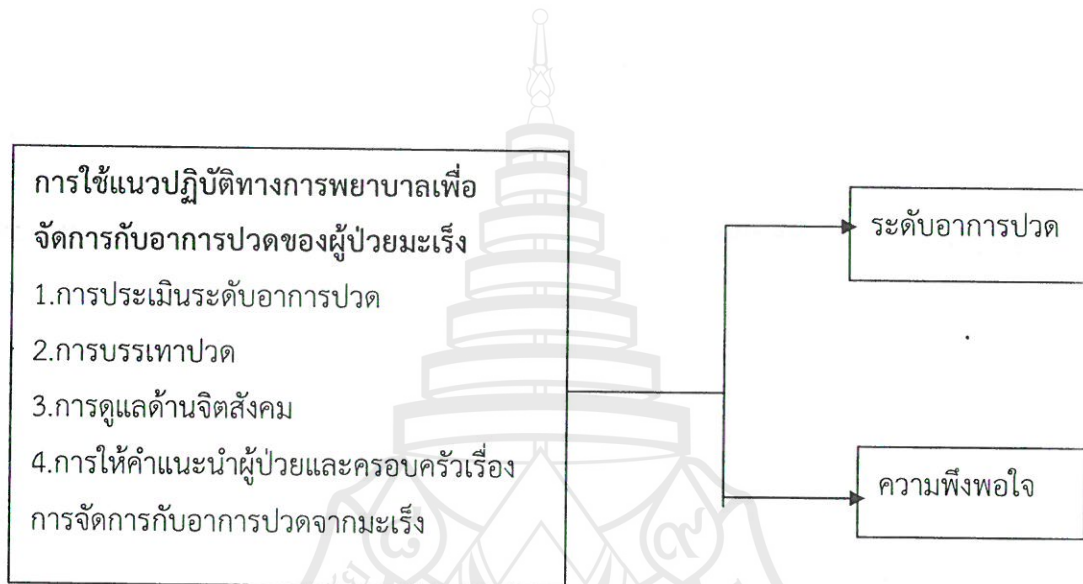 การใช้แนวปฏิบัติทางการพยาบาลเพื่อ
จัดการกับอาการปวดของผู้ป่วยมะเร็ง
1.การประเมินระดับอาการปวด
2.การบรรเทาปวด
3.การดูแลด้านจิตสังคม
4.การให้คำแนะนำผู้ป่วยและครอบครัวเรื่อง
การจัดการกับอาการปวดจากมะเร็ง
ระดับอาการปวด
ความพึงพอใจ